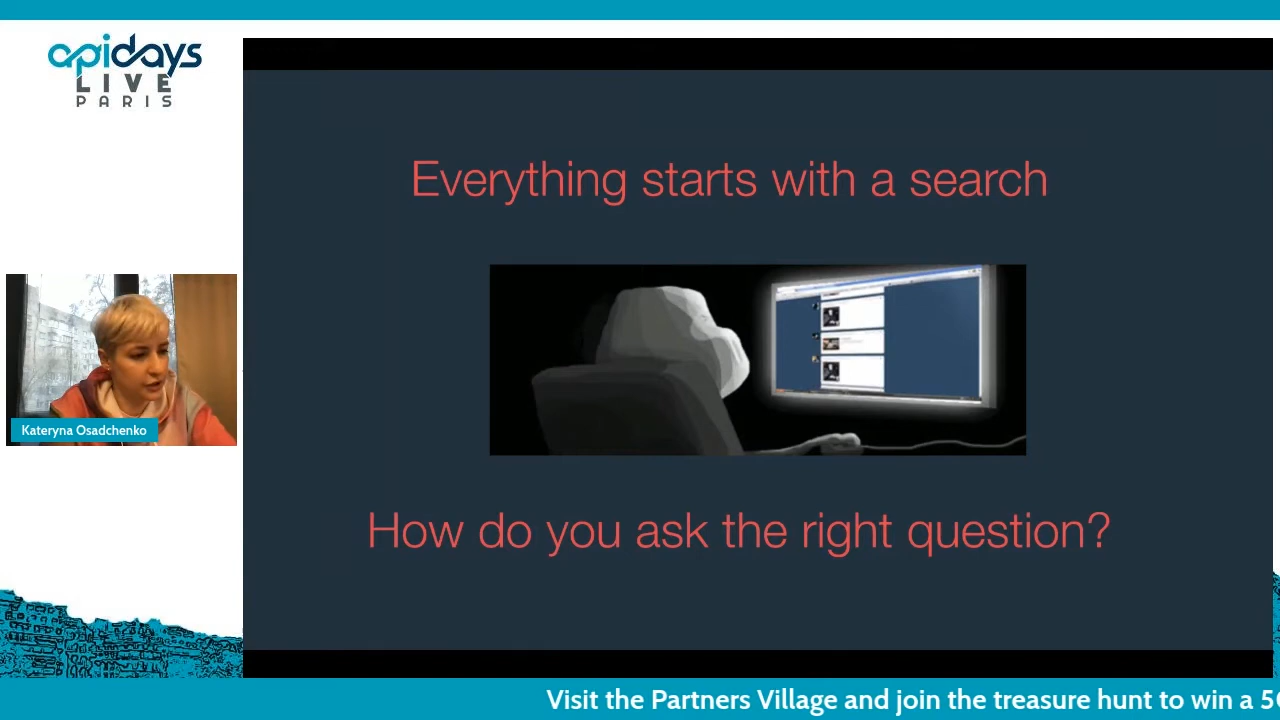 apidays
LIVE
PARIS
Everything starts with a search
How do you ask the right question?
Kateryna Osadchenko
Visit the Partners Village and join the treasure hunt to win a